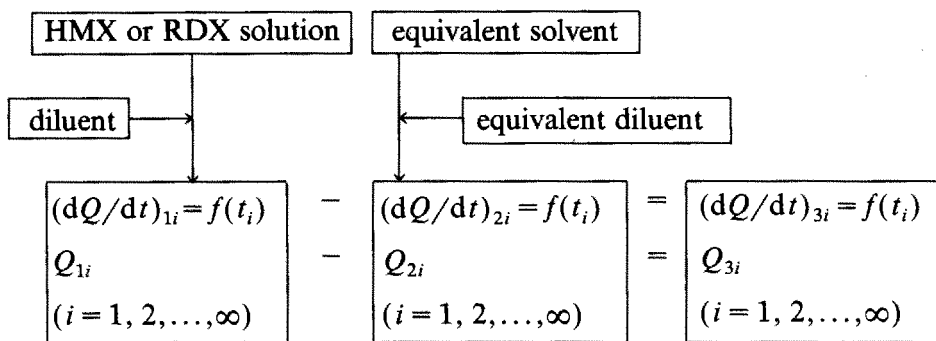 HMX or RDX solution equivalent solvent
diluent equivalent diluent
(dQ/dt)₁ᵢ = f(tᵢ) − (dQ/dt)₂ᵢ = f(tᵢ) = (dQ/dt)₃ᵢ = f(tᵢ)
Q₁ᵢ − Q₂ᵢ = Q₃ᵢ
(i = 1, 2,...,∞) (i = 1, 2,...,∞) (i = 1, 2,...,∞)